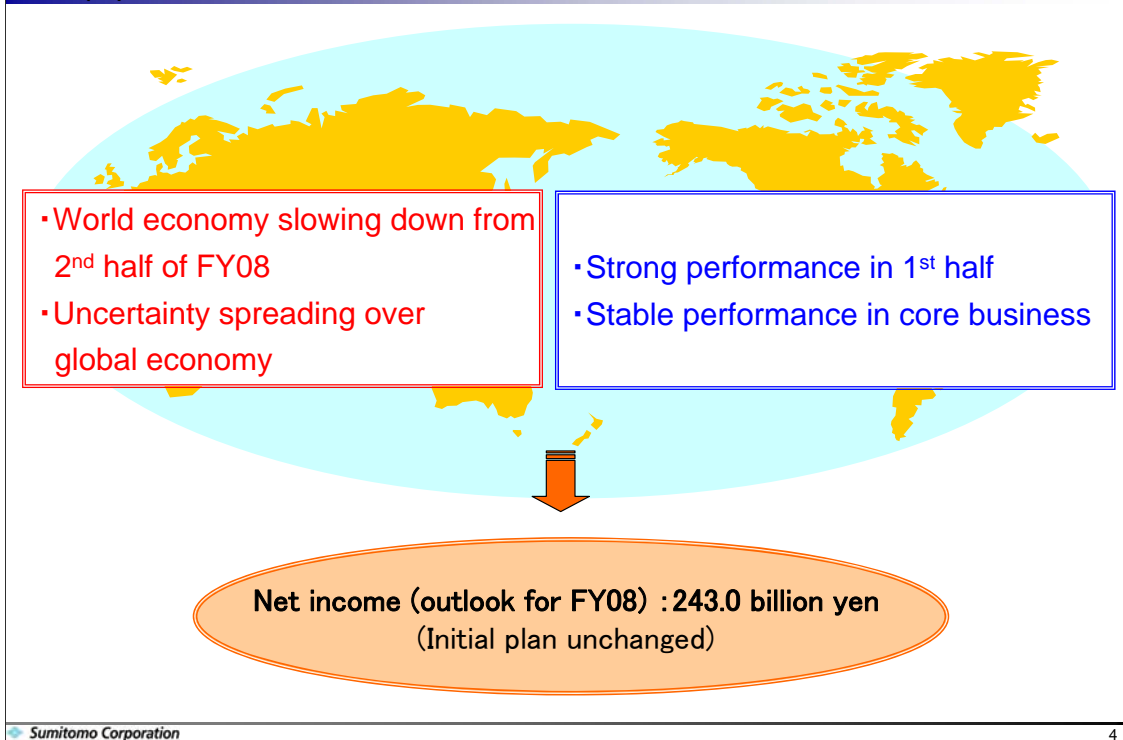 ・World economy slowing down from
2nd half of FY08
・Uncertainty spreading over
global economy
・Strong performance in 1st half
・Stable performance in core business
Net income (outlook for FY08) : 243.0 billion yen
(Initial plan unchanged)
Sumitomo Corporation
4